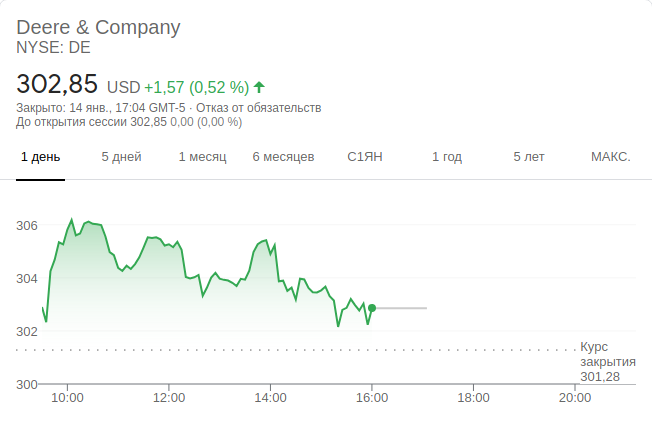 Deere & Company
NYSE: DE
302,85 USD +1,57 (0,52 %)
Закрыто: 14 янв., 17:04 GMT-5 · Отказ от обязательств
До открытия сессии 302,85 0,00 (0,00 %)
1 день 5 дней 1 месяц 6 месяцев С1ЯН 1 год 5 лет МАКС.
306
304
302
Курс
закрытия
301,28
300
10:00 12:00 14:00 16:00 18:00 20:00